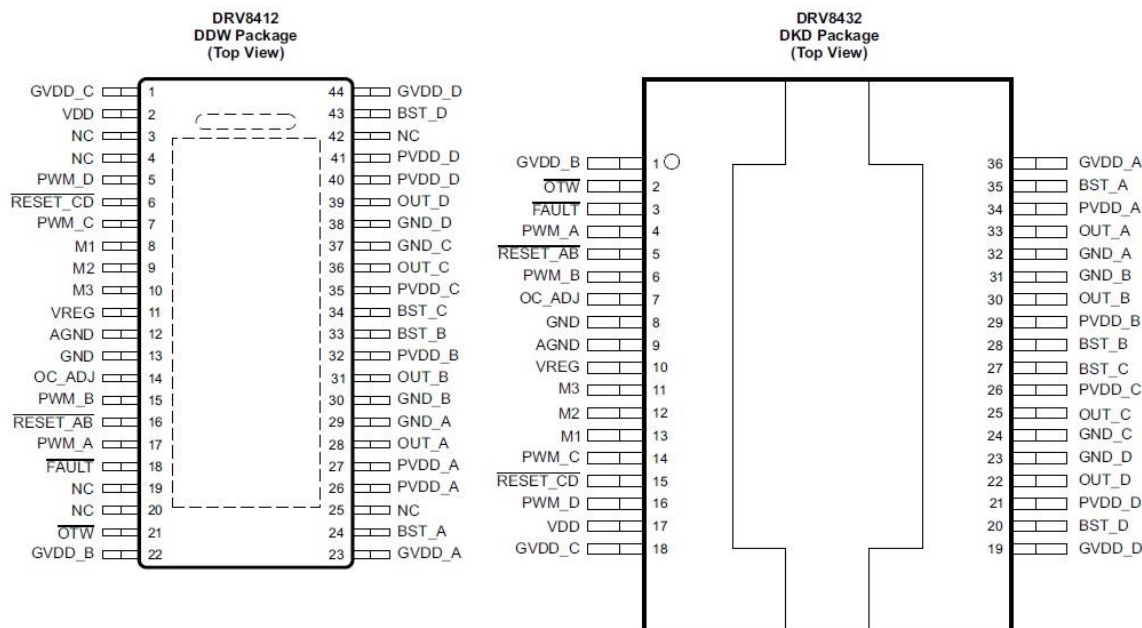 DRV8412
DDW Package
(Top View)
GVDD_C 1 44 GVDD_D
VDD 2 43 BST_D
NC 3 42 NC
NC 4 41 PVDD_D
PWM_D 5 40 PVDD_D
RESET_CD 6 39 OUT_D
PWM_C 7 38 GND_D
M1 8 37 GND_C
M2 9 36 OUT_C
M3 10 35 PVDD_C
VREG 11 34 BST_C
AGND 12 33 BST_B
GND 13 32 PVDD_B
OC_ADJ 14 31 OUT_B
PWM_B 15 30 GND_B
RESET_AB 16 29 GND_A
PWM_A 17 28 OUT_A
FAULT 18 27 PVDD_A
NC 19 26 PVDD_A
NC 20 25 NC
OTW 21 24 BST_A
GVDD_B 22 23 GVDD_A
DRV8432
DKD Package
(Top View)
GVDD_B 1 36 GVDD_A
OTW 2 35 BST_A
FAULT 3 34 PVDD_A
PWM_A 4 33 OUT_A
RESET_AB 5 32 GND_A
PWM_B 6 31 GND_B
OC_ADJ 7 30 OUT_B
GND 8 29 PVDD_B
AGND 9 28 BST_B
VREG 10 27 BST_C
M3 11 26 PVDD_C
M2 12 25 OUT_C
M1 13 24 GND_C
PWM_C 14 23 GND_D
RESET_CD 15 22 OUT_D
PWM_D 16 21 PVDD_D
VDD 17 20 BST_D
GVDD_C 18 19 GVDD_D